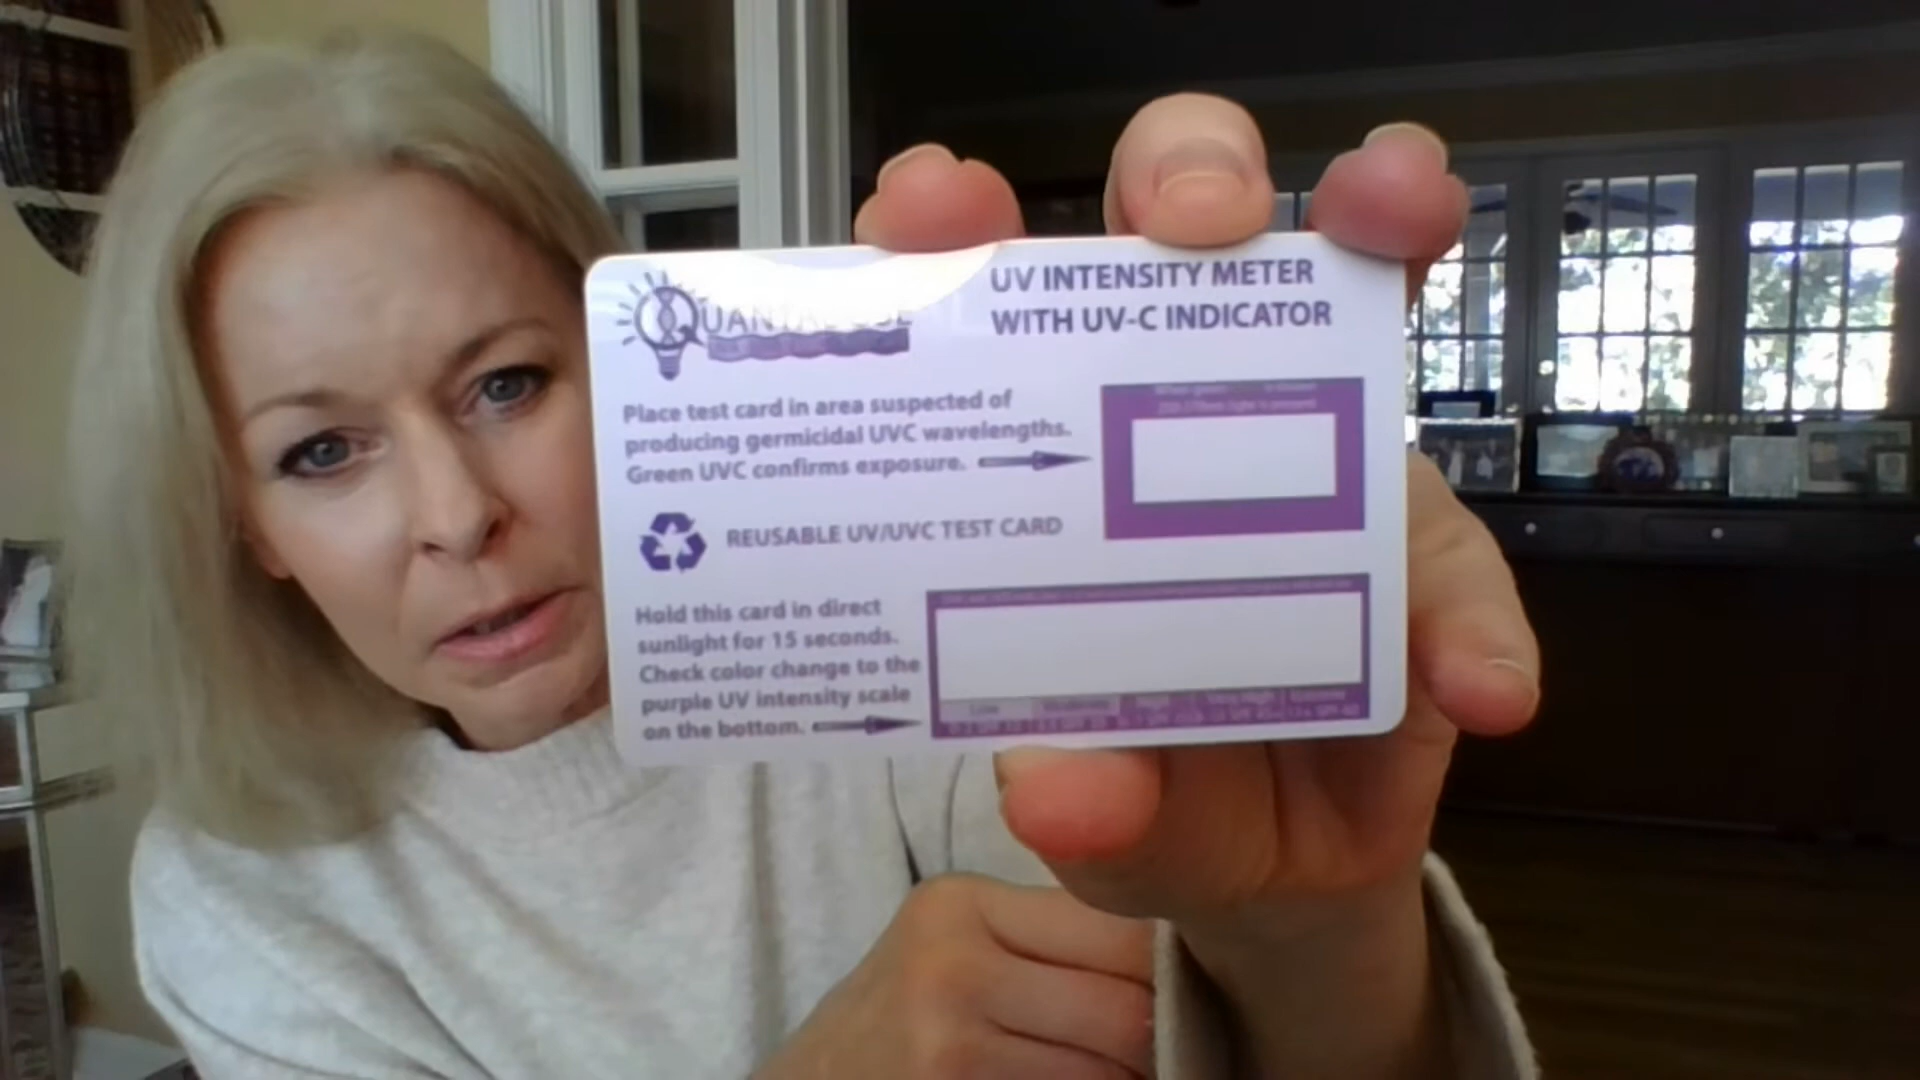 UV INTENSITY METER
WITH UV-C INDICATOR
Place test card in area suspected of
producing germicidal UVC wavelengths.
Green UVC confirms exposure.
REUSABLE UV/UVC TEST CARD
Hold this card in direct
sunlight for 15 seconds.
Check color change to the
purple UV intensity scale
on the bottom.
Low Moderate High Very High Extreme